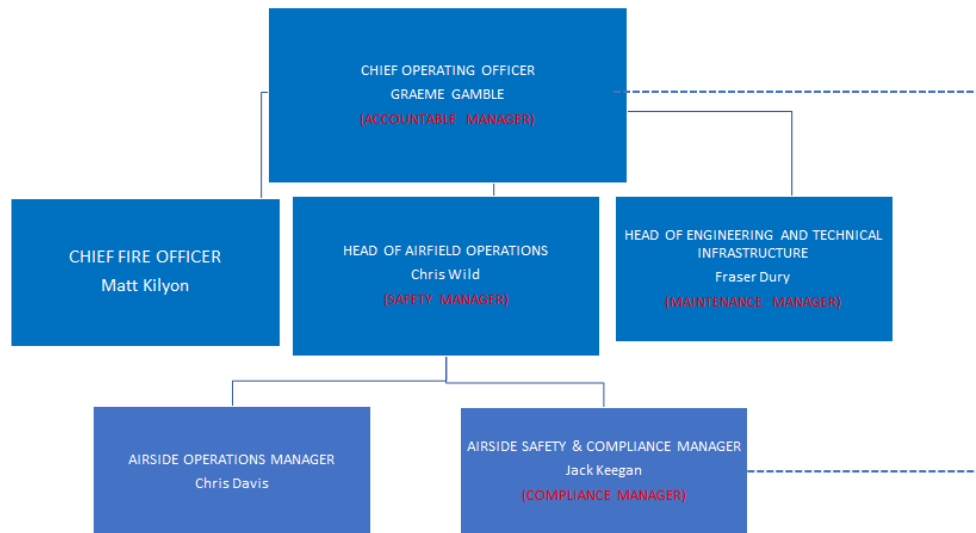 CHIEF OPERATING OFFICER
GRAEME GAMBLE
(ACCOUNTABLE MANAGER)
CHIEF FIRE OFFICER
Matt Kilyon
HEAD OF AIRFIELD OPERATIONS
Chris Wild
(SAFETY MANAGER)
HEAD OF ENGINEERING AND TECHNICAL
INFRASTRUCTURE
Fraser Dury
(MAINTENANCE MANAGER)
AIRSIDE OPERATIONS MANAGER
Chris Davis
AIRSIDE SAFETY & COMPLIANCE MANAGER
Jack Keegan
(COMPLIANCE MANAGER)